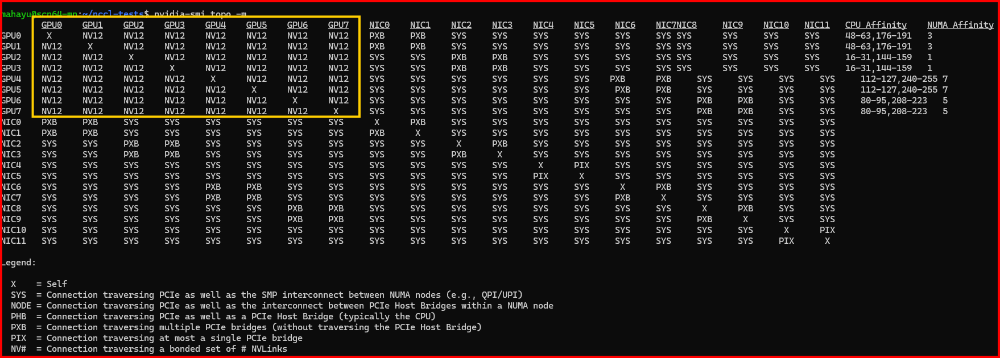 mahayu@scn64-mn:~/nccl-tests$ nvidia-smi topo -m
GPU0 GPU1 GPU2 GPU3 GPU4 GPU5 GPU6 GPU7 NIC0 NIC1 NIC2 NIC3 NIC4 NIC5 NIC6 NIC7NIC8 NIC9 NIC10 NIC11 CPU Affinity NUMA Affinity
GPU0 X NV12 NV12 NV12 NV12 NV12 NV12 NV12 PXB PXB SYS SYS SYS SYS SYS SYS SYS SYS SYS SYS 48-63,176-191 3
GPU1 NV12 X NV12 NV12 NV12 NV12 NV12 NV12 PXB PXB SYS SYS SYS SYS SYS SYS SYS SYS SYS SYS 48-63,176-191 3
GPU2 NV12 NV12 X NV12 NV12 NV12 NV12 NV12 SYS SYS PXB PXB SYS SYS SYS SYS SYS SYS SYS SYS 16-31,144-159 1
GPU3 NV12 NV12 NV12 X NV12 NV12 NV12 NV12 SYS SYS PXB PXB SYS SYS SYS SYS SYS SYS SYS SYS 16-31,144-159 1
GPU4 NV12 NV12 NV12 NV12 X NV12 NV12 NV12 SYS SYS SYS SYS SYS SYS PXB PXB SYS SYS SYS SYS 112-127,240-255 7
GPU5 NV12 NV12 NV12 NV12 NV12 X NV12 NV12 SYS SYS SYS SYS SYS SYS PXB PXB SYS SYS SYS SYS 112-127,240-255 7
GPU6 NV12 NV12 NV12 NV12 NV12 NV12 X NV12 SYS SYS SYS SYS SYS SYS SYS SYS PXB PXB SYS SYS 80-95,208-223 5
GPU7 NV12 NV12 NV12 NV12 NV12 NV12 NV12 X SYS SYS SYS SYS SYS SYS SYS SYS PXB PXB SYS SYS 80-95,208-223 5
NIC0 PXB PXB SYS SYS SYS SYS SYS SYS X PXB SYS SYS SYS SYS SYS SYS SYS SYS SYS SYS
NIC1 PXB PXB SYS SYS SYS SYS SYS SYS PXB X SYS SYS SYS SYS SYS SYS SYS SYS SYS SYS
NIC2 SYS SYS PXB PXB SYS SYS SYS SYS SYS SYS X PXB SYS SYS SYS SYS SYS SYS SYS SYS
NIC3 SYS SYS PXB PXB SYS SYS SYS SYS SYS SYS PXB X SYS SYS SYS SYS SYS SYS SYS SYS
NIC4 SYS SYS SYS SYS SYS SYS SYS SYS SYS SYS SYS SYS X PIX SYS SYS SYS SYS SYS SYS
NIC5 SYS SYS SYS SYS SYS SYS SYS SYS SYS SYS SYS SYS PIX X SYS SYS SYS SYS SYS SYS
NIC6 SYS SYS SYS SYS PXB PXB SYS SYS SYS SYS SYS SYS SYS SYS X PXB SYS SYS SYS SYS
NIC7 SYS SYS SYS SYS PXB PXB SYS SYS SYS SYS SYS SYS SYS SYS PXB X SYS SYS SYS SYS
NIC8 SYS SYS SYS SYS SYS SYS PXB PXB SYS SYS SYS SYS SYS SYS SYS SYS X PXB SYS SYS
NIC9 SYS SYS SYS SYS SYS SYS PXB PXB SYS SYS SYS SYS SYS SYS SYS SYS PXB X SYS SYS
NIC10 SYS SYS SYS SYS SYS SYS SYS SYS SYS SYS SYS SYS SYS SYS SYS SYS SYS SYS X PIX
NIC11 SYS SYS SYS SYS SYS SYS SYS SYS SYS SYS SYS SYS SYS SYS SYS SYS SYS SYS PIX X
Legend:
X = Self
SYS = Connection traversing PCIe as well as the SMP interconnect between NUMA nodes (e.g., QPI/UPI)
NODE = Connection traversing PCIe as well as the interconnect between PCIe Host Bridges within a NUMA node
PHB = Connection traversing PCIe as well as a PCIe Host Bridge (typically the CPU)
PXB = Connection traversing multiple PCIe bridges (without traversing the PCIe Host Bridge)
PIX = Connection traversing at most a single PCIe bridge
NV# = Connection traversing a bonded set of # NVLinks